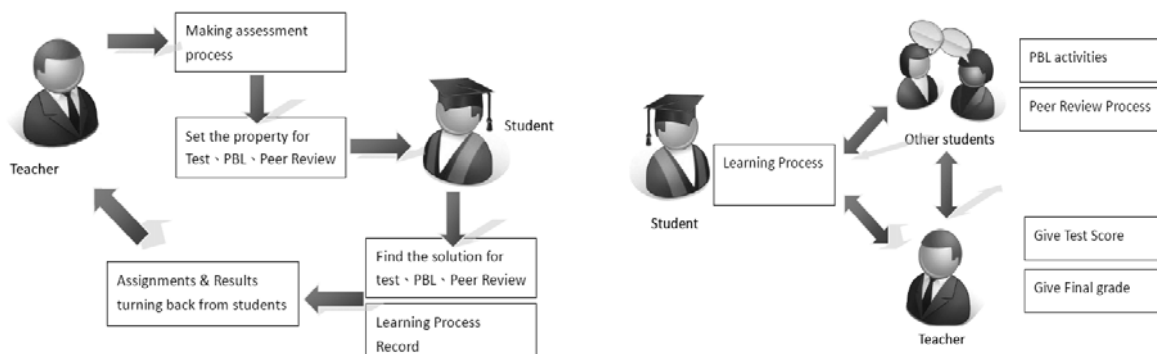 Making assessment
process
Teacher
Set the property for
Test、PBL、Peer Review
Student
Find the solution for
test、PBL、Peer Review
Learning Process
Record
Assignments & Results
turning back from students
Student
Learning Process
Other students
PBL activities
Peer Review Process
Teacher
Give Test Score
Give Final grade